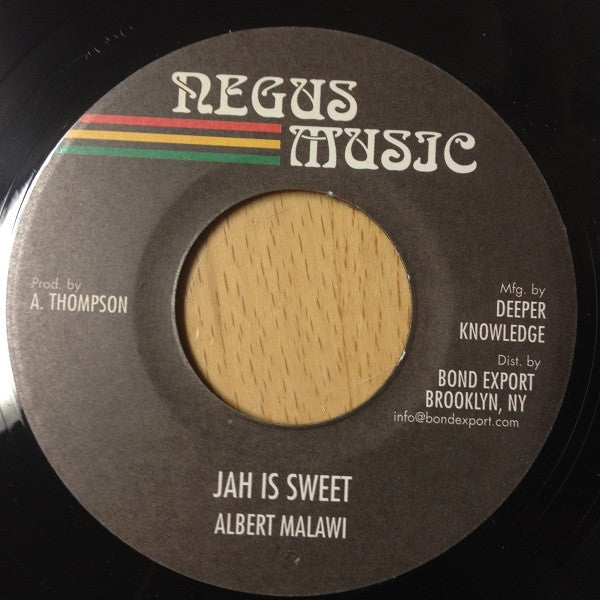 NEGUS
MUSIC
Prod. by
A. THOMPSON
Mfg. by
DEEPER
KNOWLEDGE
Dist. by
BOND EXPORT
BROOKLYN, NY
info@bondexport.com
JAH IS SWEET
ALBERT MALAWI